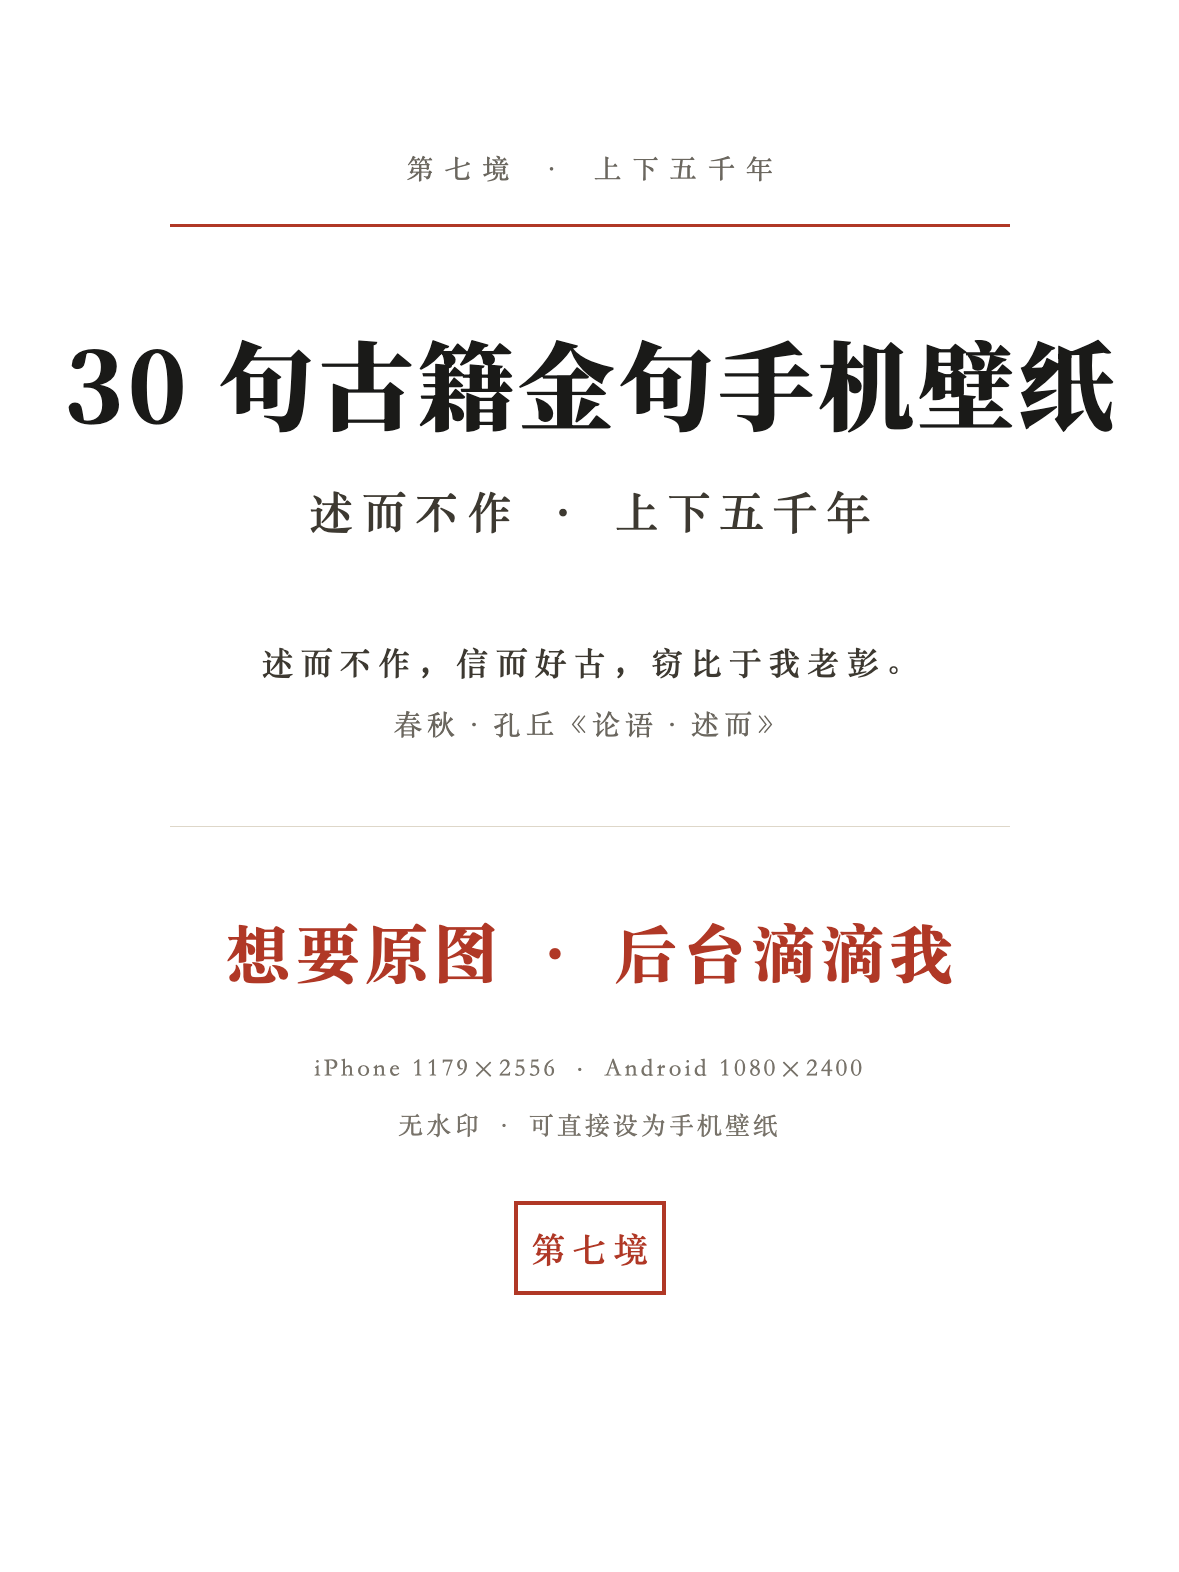 第七境 · 上下五千年
30 句古籍金句手机壁纸
述而不作 · 上下五千年
述而不作，信而好古，窃比于我老彭。
春秋 · 孔丘《论语 · 述而》
想要原图 · 后台滴滴我
iPhone 1179×2556 · Android 1080×2400
无水印 · 可直接设为手机壁纸
第七境